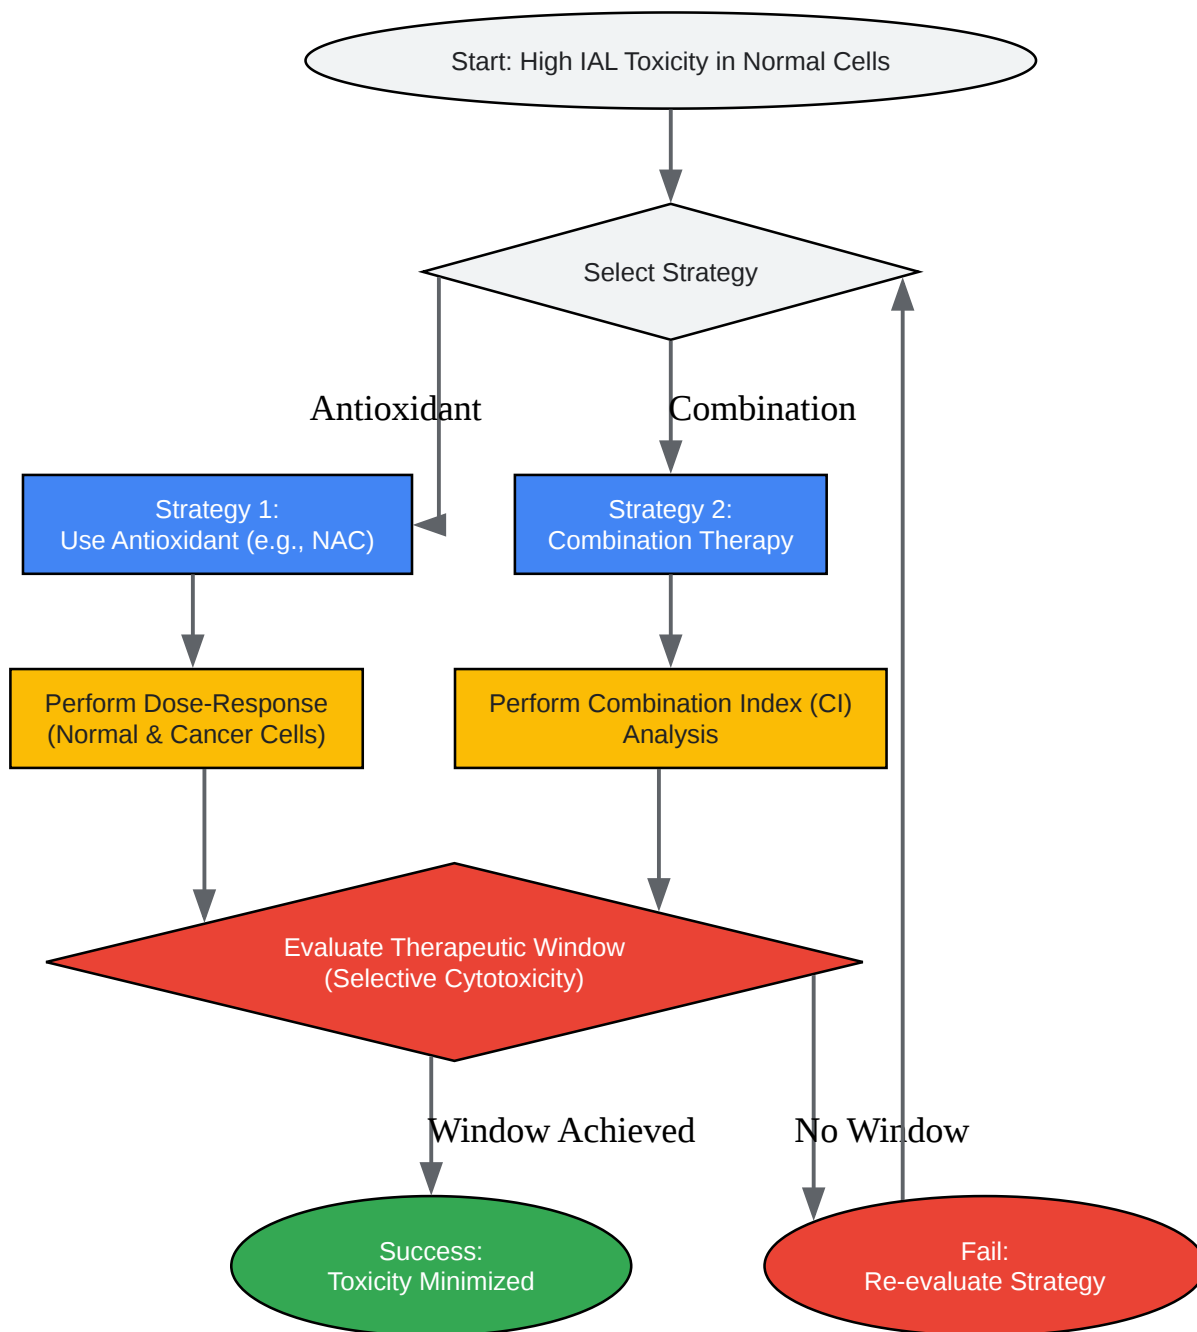 Start: High IAL Toxicity in Normal Cells
Select Strategy
Antioxidant
Combination
Strategy 1:
Use Antioxidant (e.g., NAC)
Strategy 2:
Combination Therapy
Perform Dose-Response
(Normal & Cancer Cells)
Perform Combination Index (CI)
Analysis
Evaluate Therapeutic Window
(Selective Cytotoxicity)
Window Achieved
No Window
Success:
Toxicity Minimized
Fail:
Re-evaluate Strategy